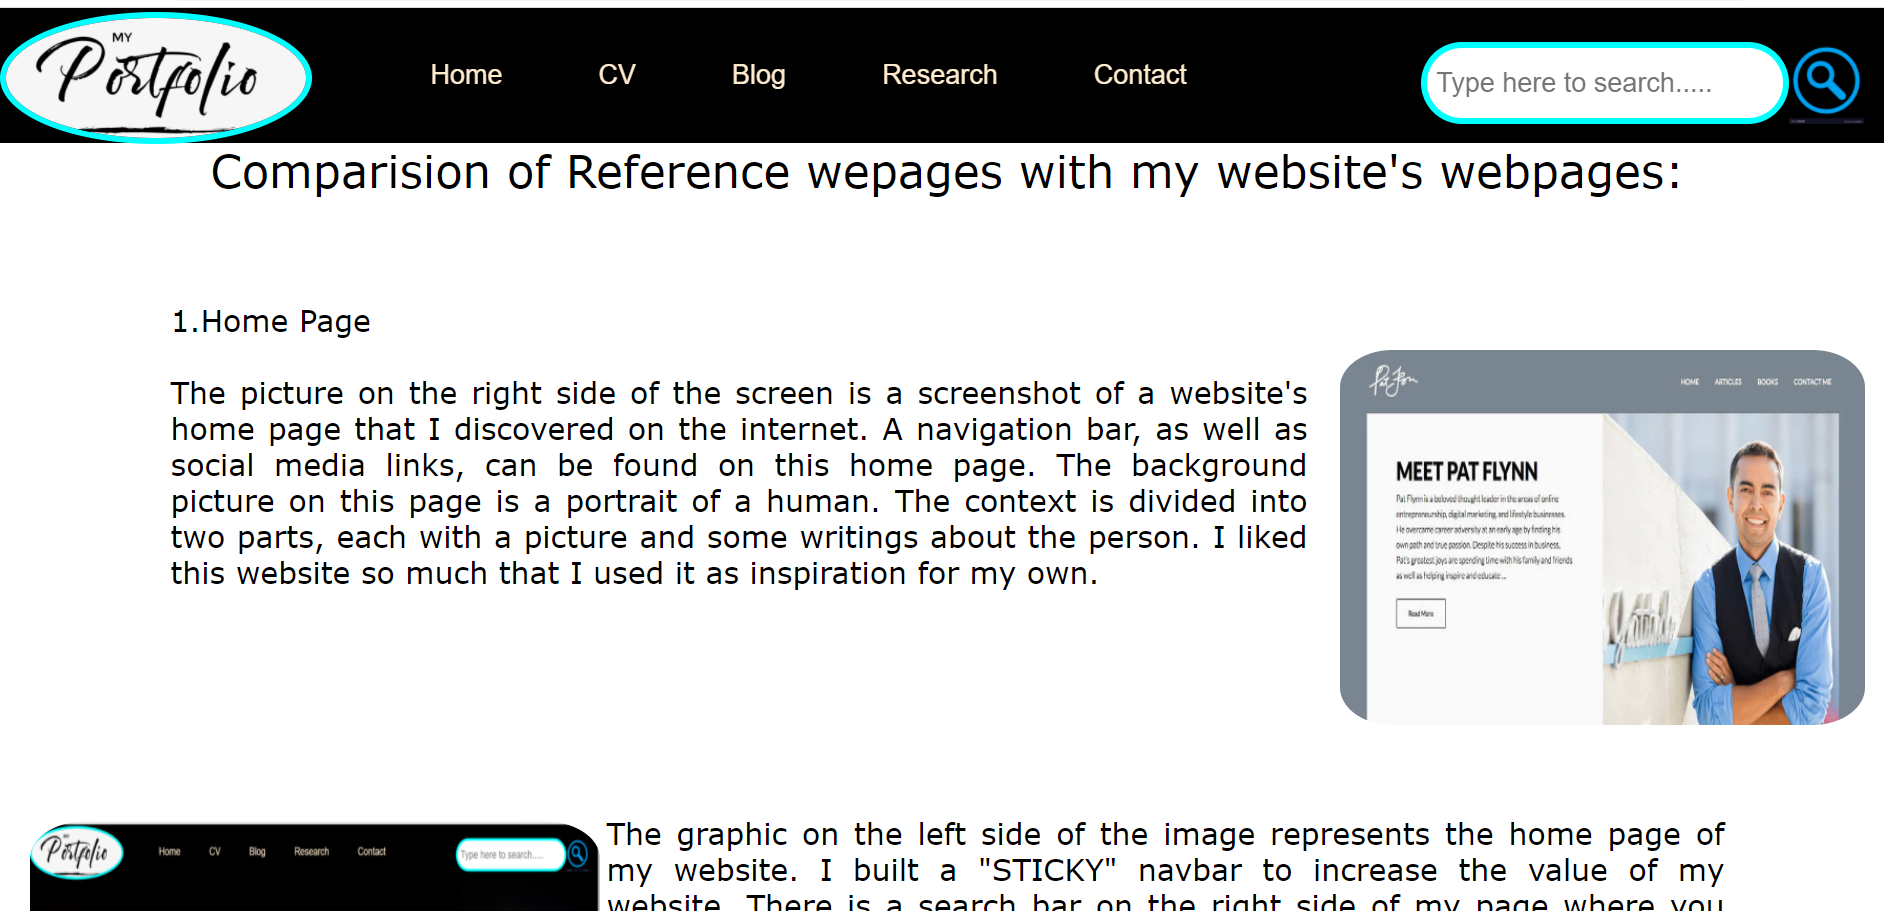 MY
Portfolio
Home CV Blog Research Contact
Type here to search.....
Comparision of Reference wepages with my website's webpages:
1.Home Page
The picture on the right side of the screen is a screenshot of a website's
home page that I discovered on the internet. A navigation bar, as well as
social media links, can be found on this home page. The background
picture on this page is a portrait of a human. The context is divided into
two parts, each with a picture and some writings about the person. I liked
this website so much that I used it as inspiration for my own.
Pat Flynn
HOME ARTICLES BOOKS CONTACT ME
MEET PAT FLYNN
Pat Flynn is a beloved thought leader in the areas of online
entrepreneurship, digital marketing, and lifestyle businesses.
He overcame career adversity at an early age by finding his
own path and true passion. Despite his success in business,
Pat's greatest joys are spending time with his family and friends
as well as helping inspire and educate ...
Read More
MY
Portfolio
Home CV Blog Research Contact
Type here to search.....
The graphic on the left side of the image represents the home page of
my website. I built a "STICKY" navbar to increase the value of my
website. There is a search bar on the right side of my page where you